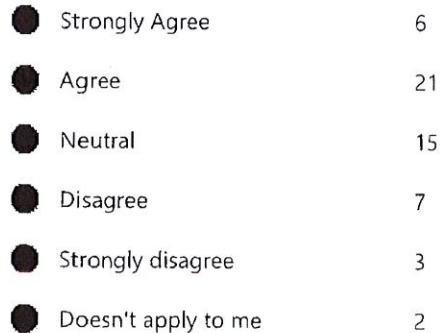 Strongly Agree 6
Agree 21
Neutral 15
Disagree 7
Strongly disagree 3
Doesn't apply to me 2